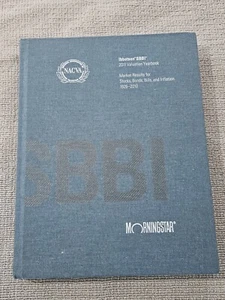 NACVA
Ibbotson® SBBI®
2011 Valuation Yearbook
Market Results for
Stocks, Bonds, Bills, and Inflation
1926–2010
SBBI
MORNINGSTAR®